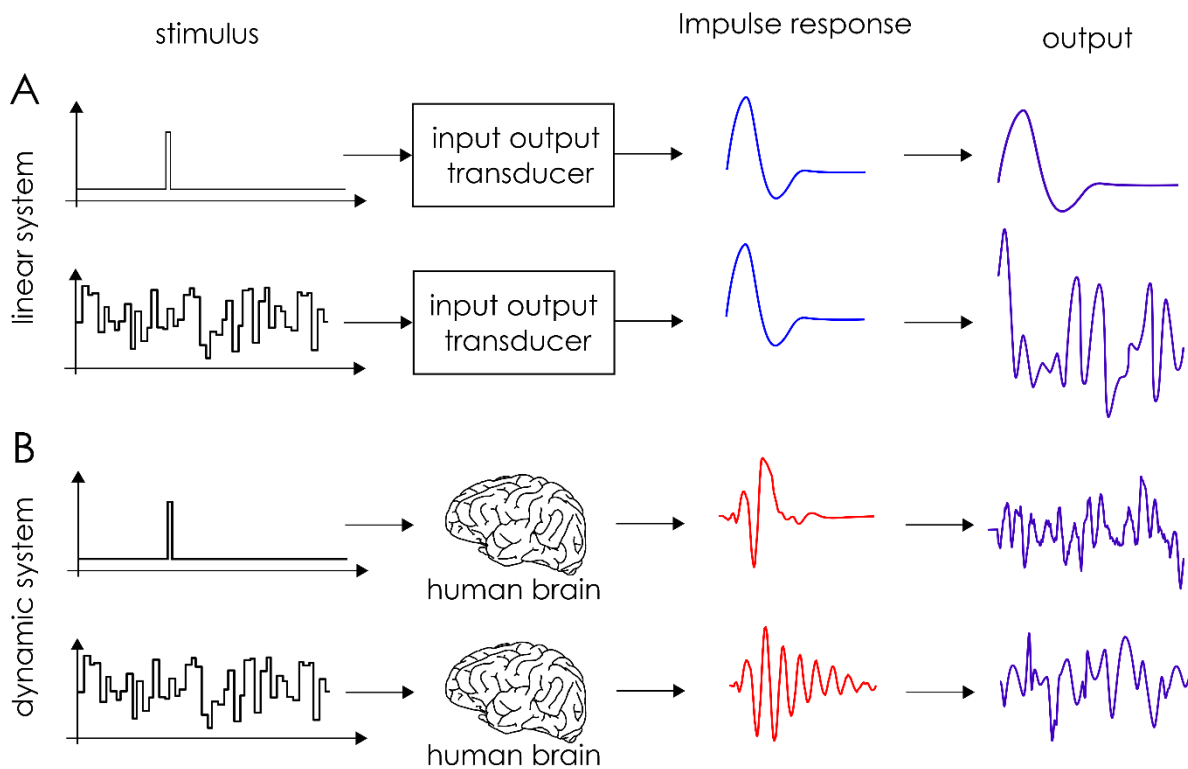 stimulus
Impulse response
output
A
linear system
input output
transducer
input output
transducer
B
dynamic system
human brain
human brain